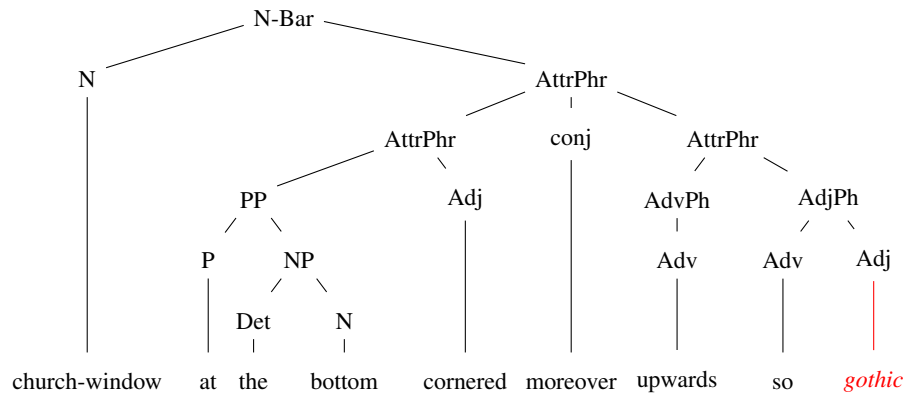 N-Bar
N AttrPhr
AttrPhr conj AttrPhr
PP Adj AdvPh AdjPh
P NP Adv Adv Adj
Det N
church-window at the bottom cornered moreover upwards so gothic